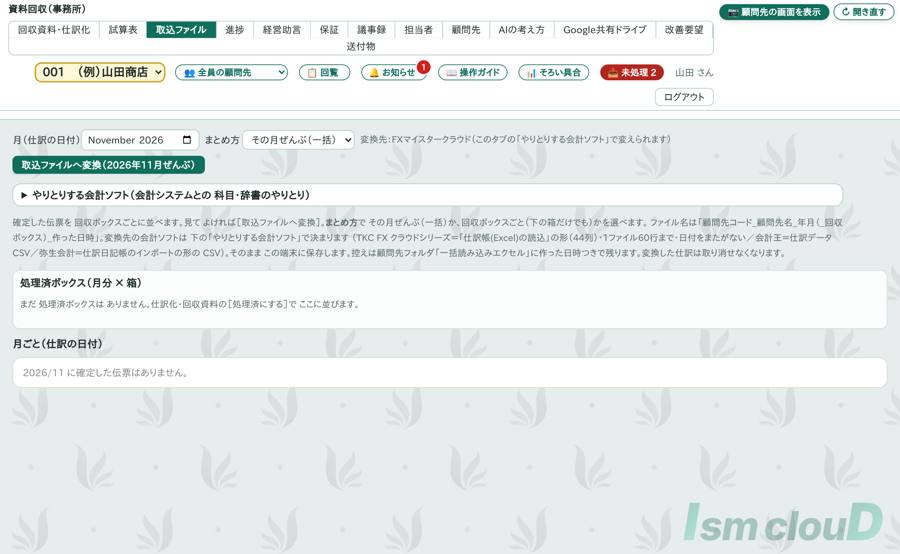 資料回収(事務所)
📷 顧問先の画面を表示
↻ 開き直す
回収資料・仕訳化 試算表 取込ファイル 進捗 経営助言 保証 議事録 担当者 顧問先 AIの考え方 Google共有ドライブ 改善要望
送付物
001 (例)山田商店
👥 全員の顧問先
📋 回覧
🔔 お知らせ 1
📖 操作ガイド
📊 そろい具合
📥 未処理 2
山田 さん
ログアウト
月(仕訳の日付) November 2026 まとめ方 その月ぜんぶ(一括) 変換先:FXマイスタークラウド(このタブの「やりとりする会計ソフト」で変えられます)
取込ファイルへ変換(2026年11月ぜんぶ)
▶ やりとりする会計ソフト(会計システムとの 科目・辞書のやりとり)
確定した伝票を 回収ボックスごとに並べます。見て よければ[取込ファイルへ変換]。まとめ方で その月ぜんぶ(一括)か、回収ボックスごと(下の箱だけでも)かを選べます。ファイル名は「顧問先コード_顧問先名_年月(_回収
ボックス)_作った日時」。変換先の会計ソフトは 下の「やりとりする会計ソフト」で決まります (TKC FX クラウドシリーズ=「仕訳帳(Excel)の読込」の形(44列)・1ファイル60行まで・日付をまたがない/会計王=仕訳データ
CSV/弥生会計=仕訳日記帳のインポートの形の CSV)。そのまま この端末に保存します。控えは顧問先フォルダ「一括読み込みエクセル」に作った日時つきで残ります。変換した仕訳は取り消せなくなります。
処理済ボックス(月分 × 箱)
まだ 処理済ボックスは ありません。仕訳化・回収資料の[処理済にする]で ここに並びます。
月ごと(仕訳の日付)
2026/11 に確定した伝票はありません。
Ism clouD